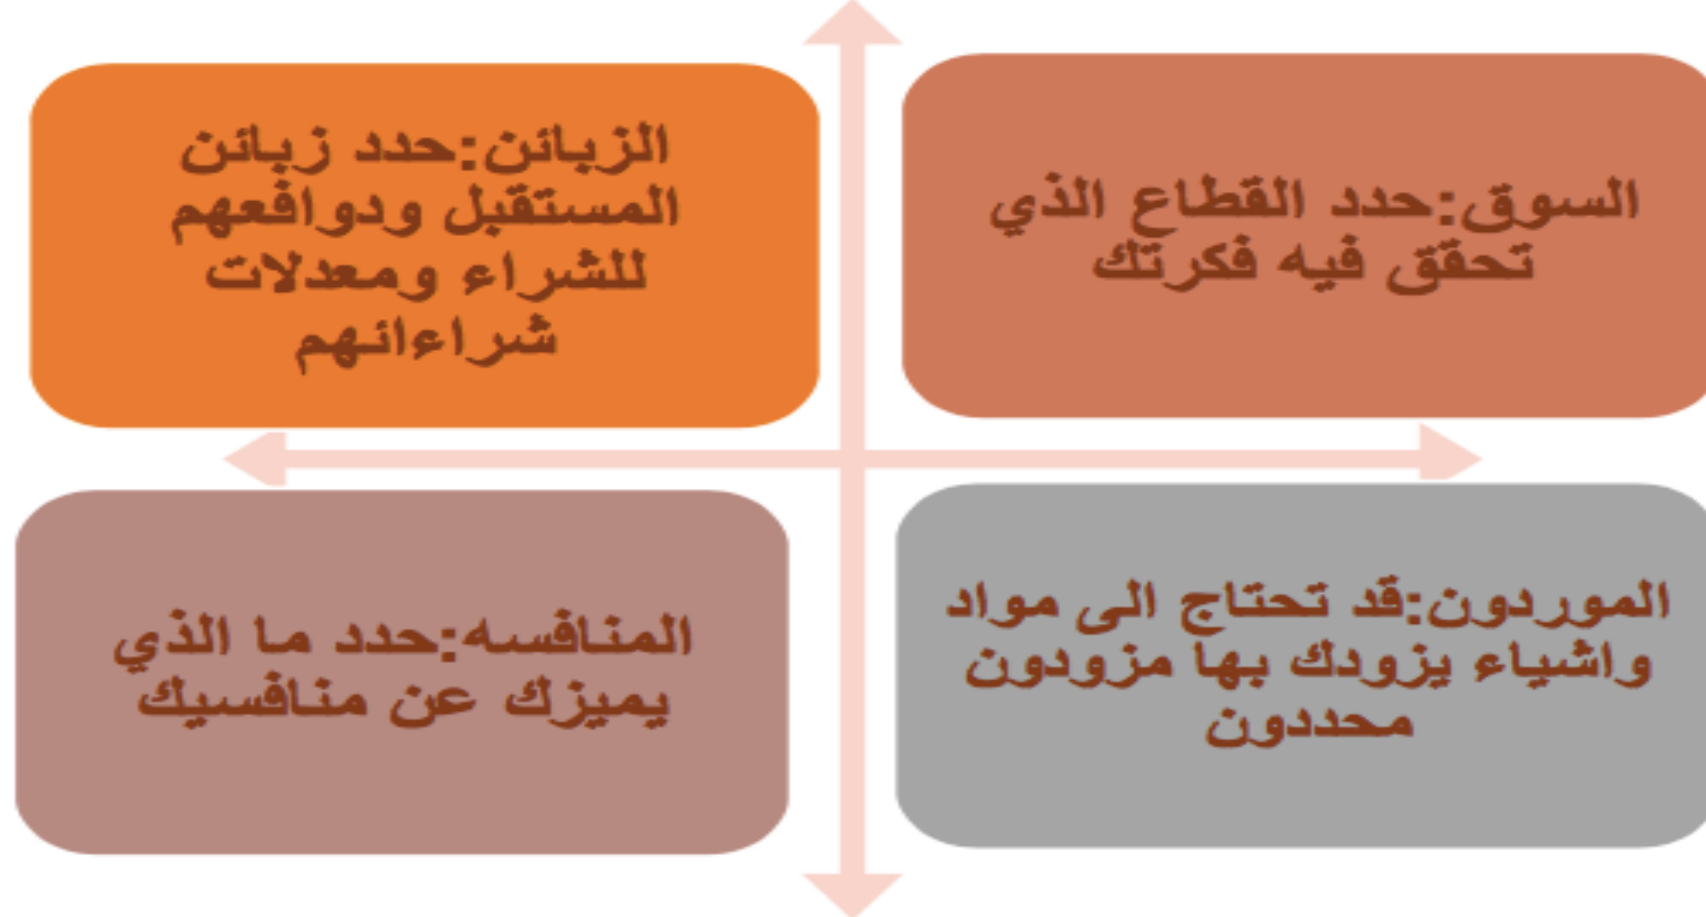 السوق:حدد القطاع الذي
تحقق فيه فكرتك
الزبائن:حدد زبائن
المستقبل ودوافعهم
للشراء ومعدلات
شراءاتهم
الموردون:قد تحتاج الى مواد
واشياء يزودك بها مزودون
محددون
المنافسه:حدد ما الذي
يميزك عن منافسيك